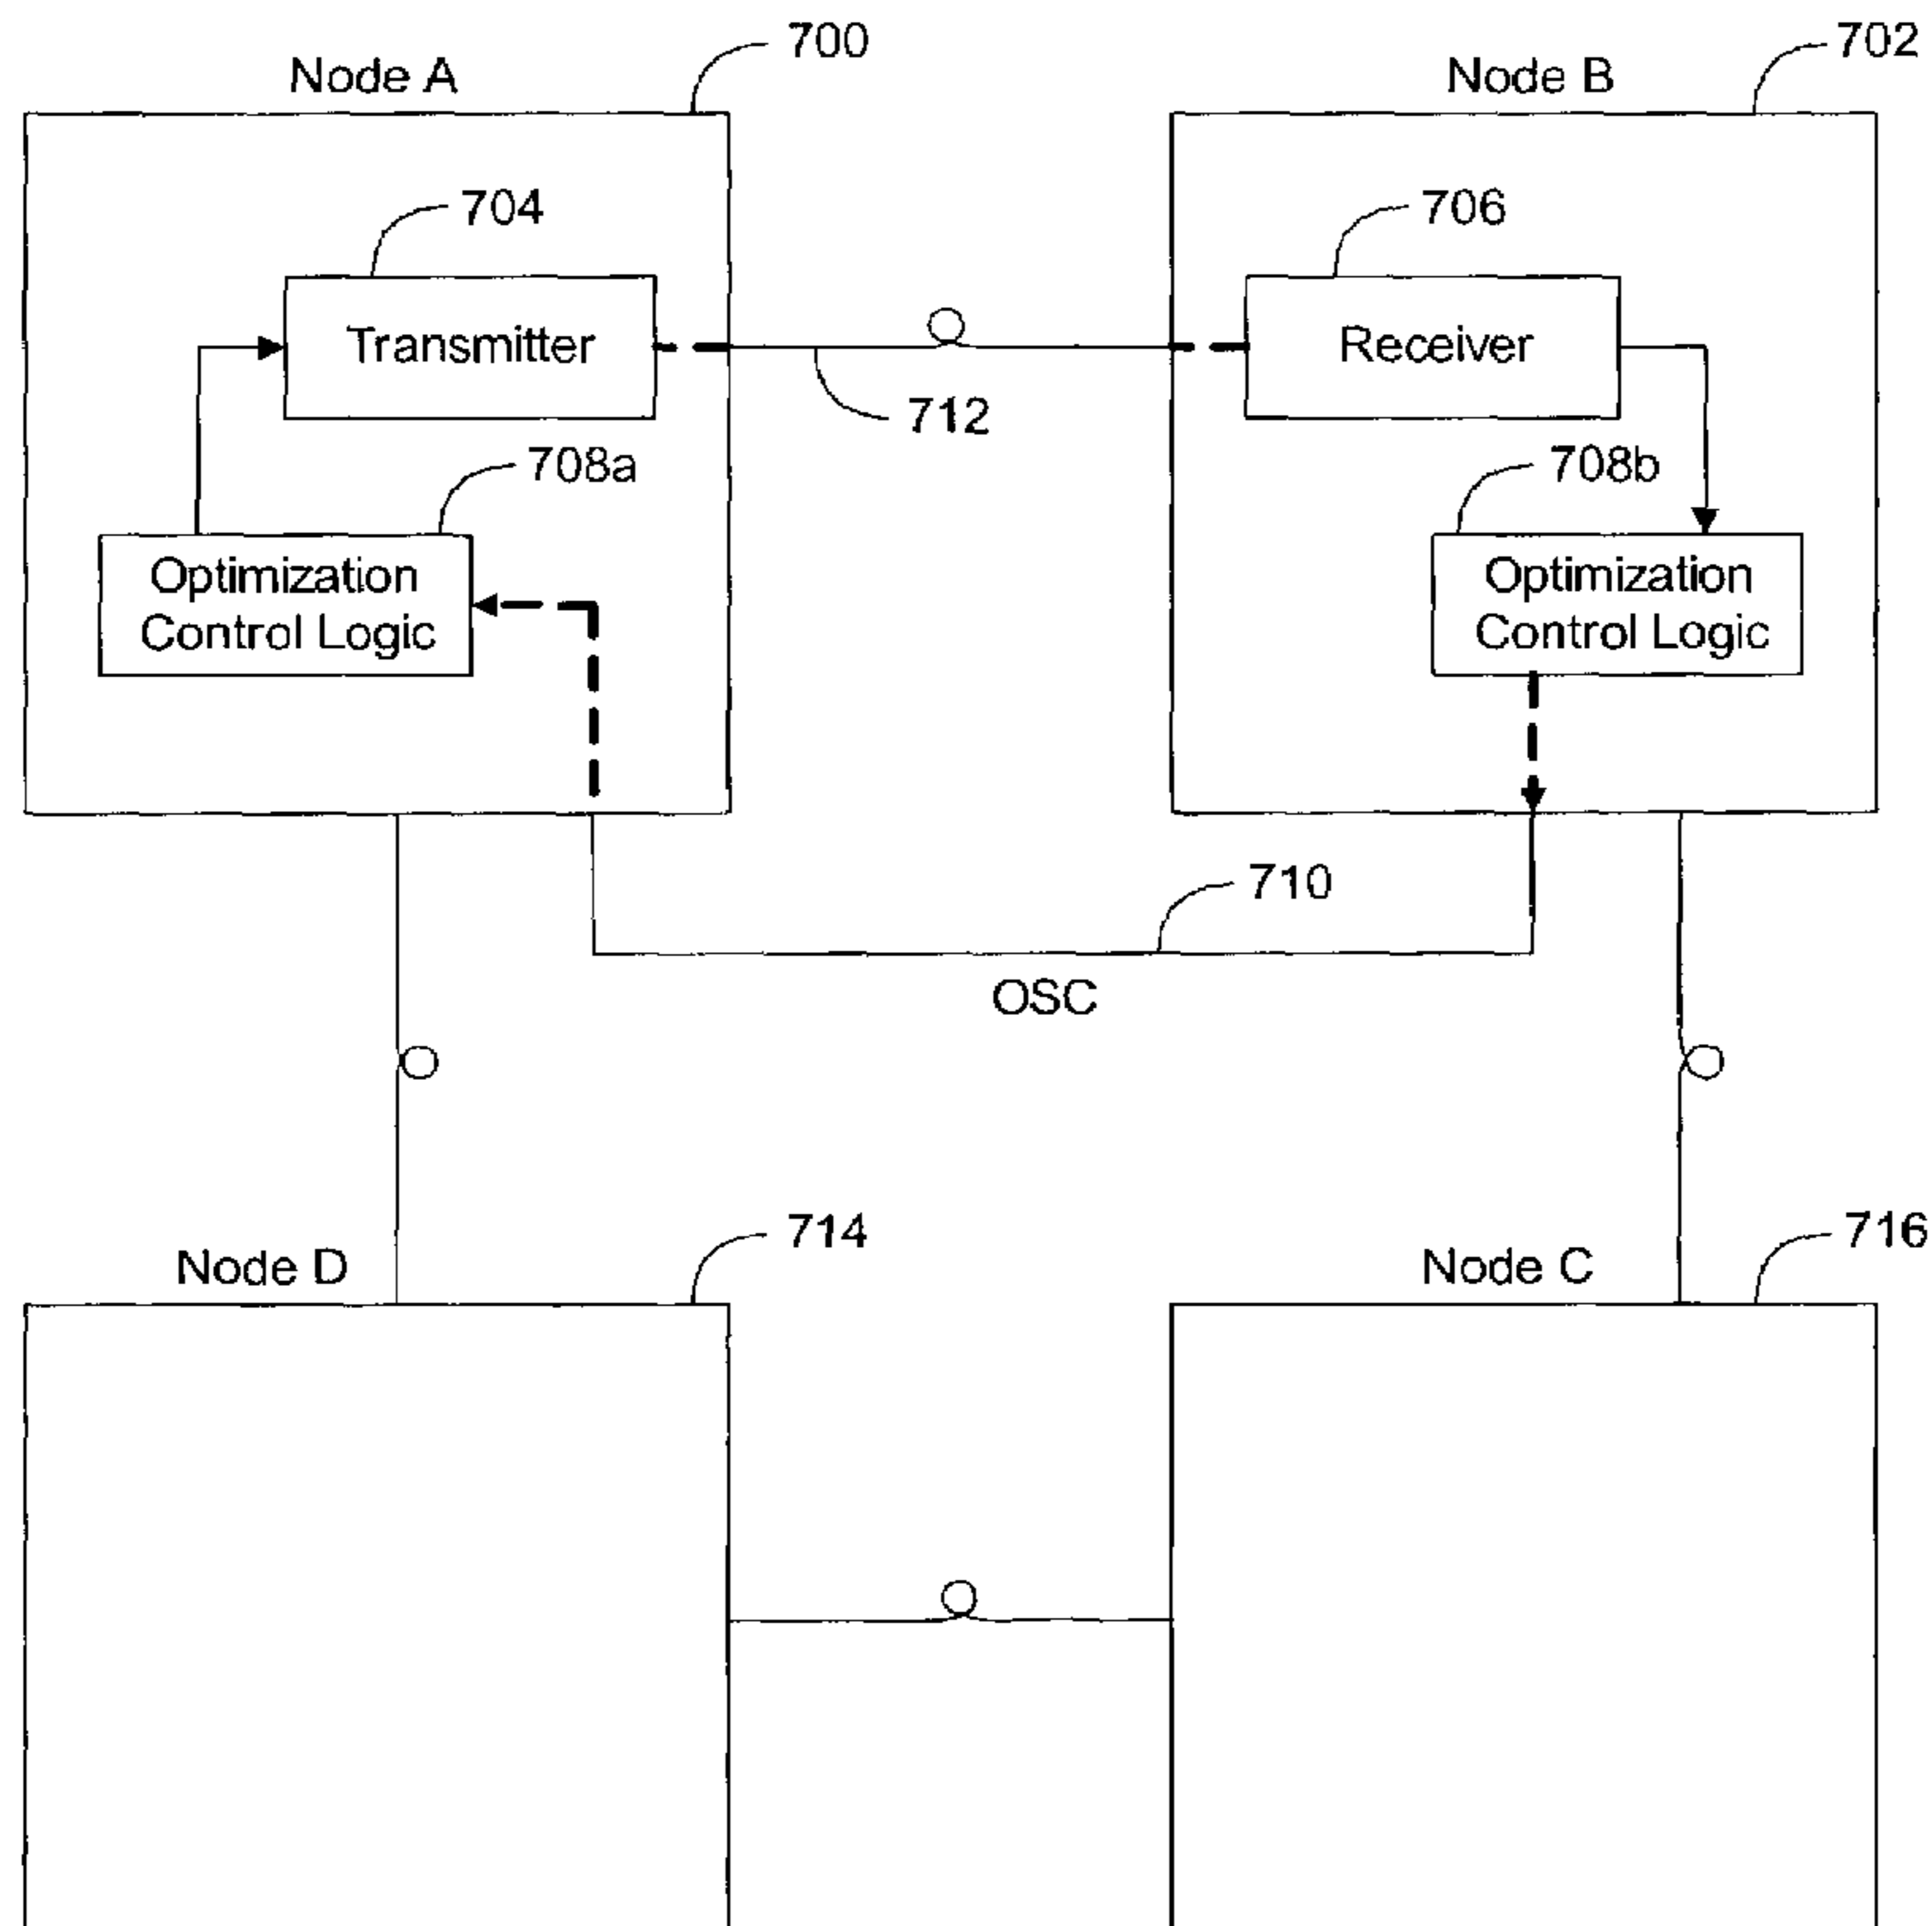 700
702
Node A
Node B
704
706
Transmitter
Receiver
712
708a
708b
Optimization
Control Logic
Optimization
Control Logic
710
OSC
714
716
Node D
Node C